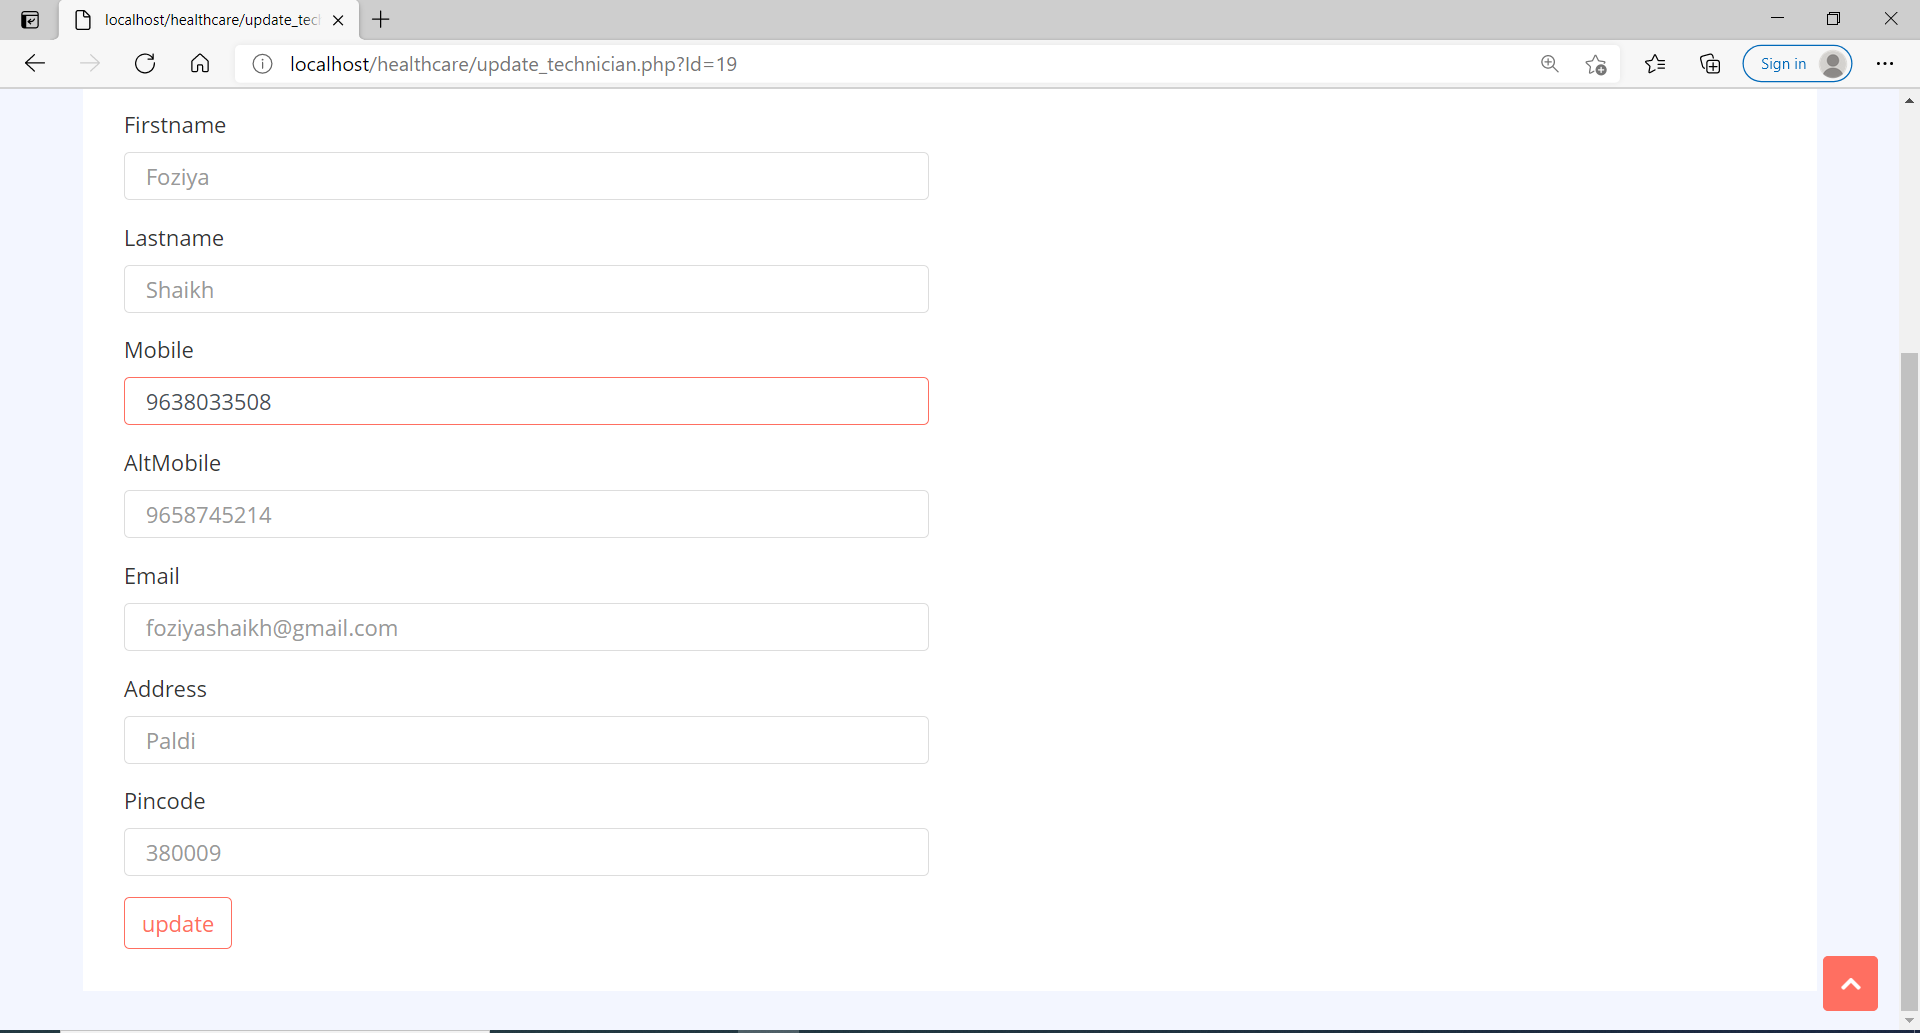 localhost/healthcare/update_tec
localhost/healthcare/update_technician.php?Id=19
Sign in
Firstname
Foziya
Lastname
Shaikh
Mobile
9638033508
AltMobile
9658745214
Email
foziyashaikh@gmail.com
Address
Paldi
Pincode
380009
update